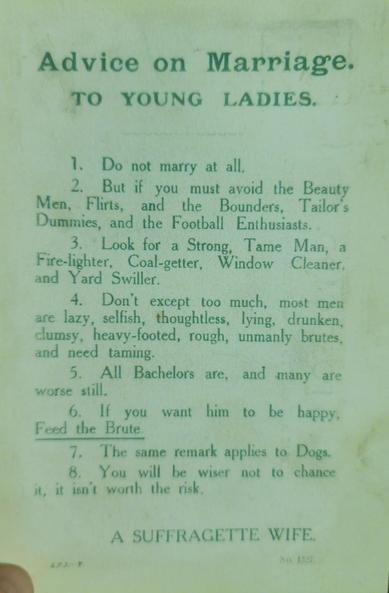 Advice on Marriage.
TO YOUNG LADIES.
1. Do not marry at all.
2. But if you must avoid the Beauty
Men, Flirts, and the Bounders, Tailor's
Dummies, and the Football Enthusiasts.
3. Look for a Strong, Tame Man, a
Fire-lighter, Coal-getter, Window Cleaner,
and Yard Swiller.
4. Don't except too much, most men
are lazy, selfish, thoughtless, lying, drunken,
clumsy, heavy-footed, rough, unmanly brutes,
and need taming.
5. All Bachelors are, and many are
worse still.
6. If you want him to be happy,
Feed the Brute.
7. The same remark applies to Dogs.
8. You will be wiser not to chance
it, it isn't worth the risk.
A SUFFRAGETTE WIFE.